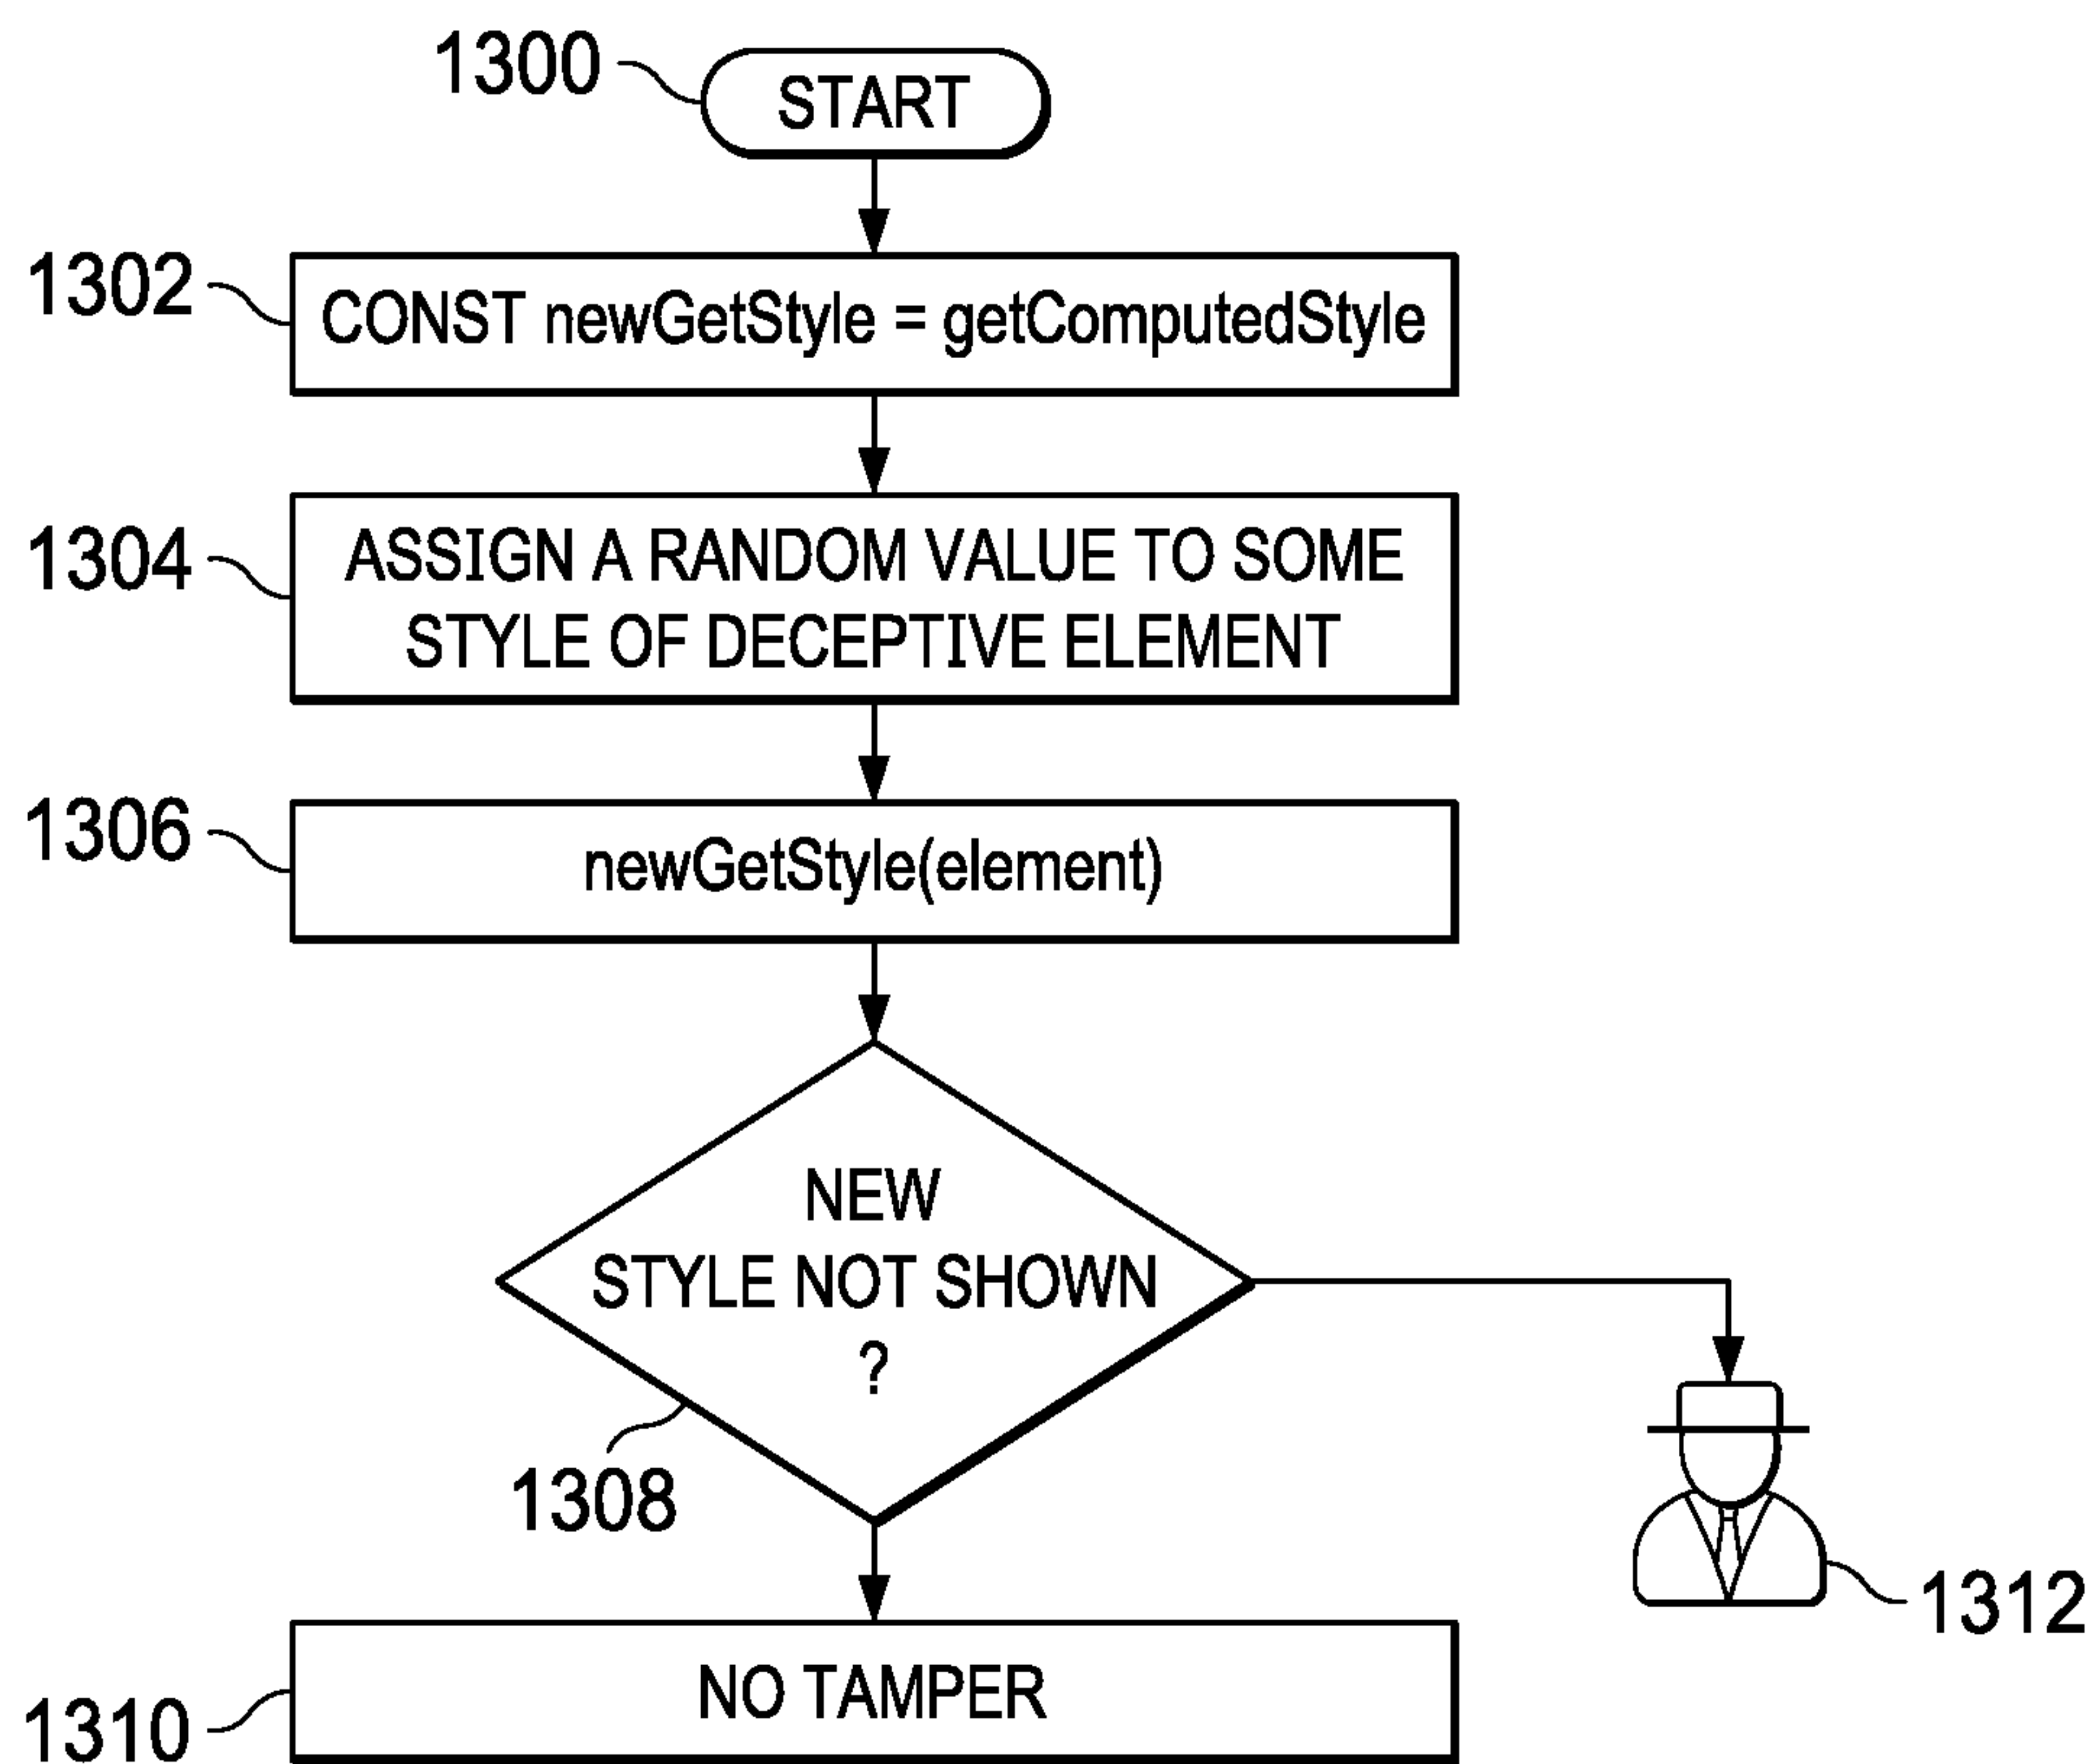 1300
START
1302
CONST newGetStyle = getComputedStyle
1304
ASSIGN A RANDOM VALUE TO SOME
STYLE OF DECEPTIVE ELEMENT
1306
newGetStyle(element)
NEW
STYLE NOT SHOWN
?
1308
1312
NO TAMPER
1310